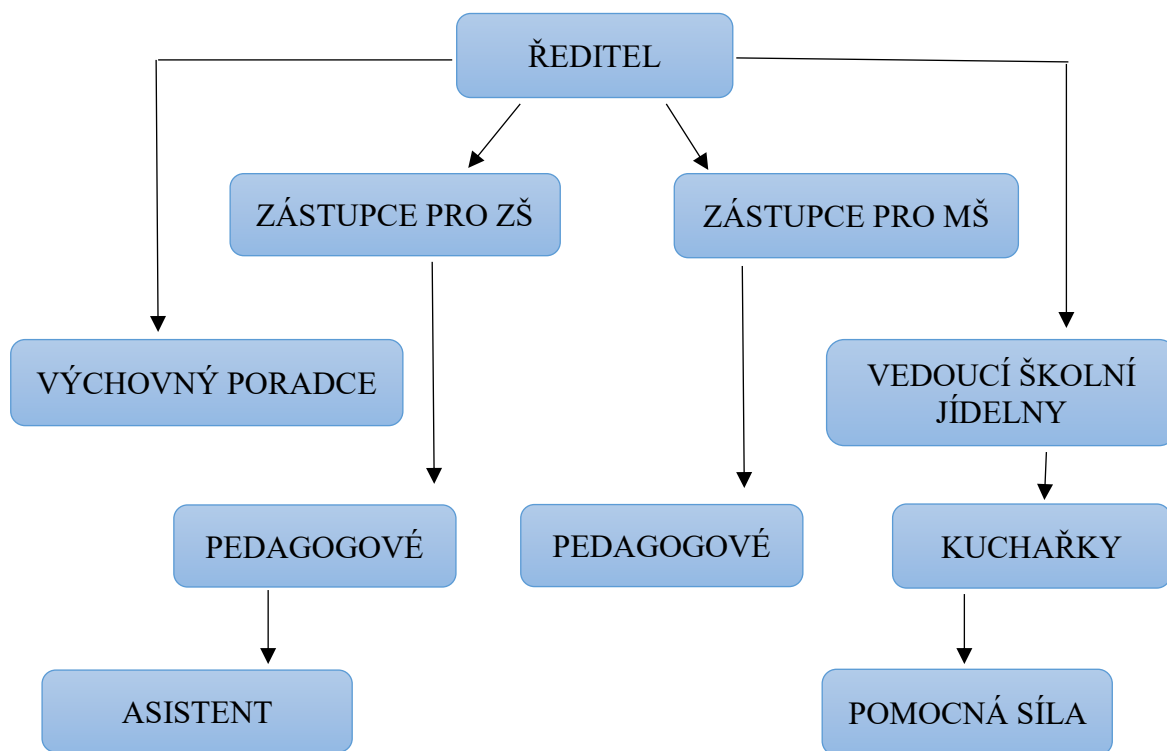 ŘEDITEL
ZÁSTUPCE PRO ZŠ
ZÁSTUPCE PRO MŠ
VÝCHOVNÝ PORADCE
VEDOUCÍ ŠKOLNÍ
JÍDELNY
PEDAGOGOVÉ
PEDAGOGOVÉ
KUCHAŘKY
ASISTENT
POMOCNÁ SÍLA